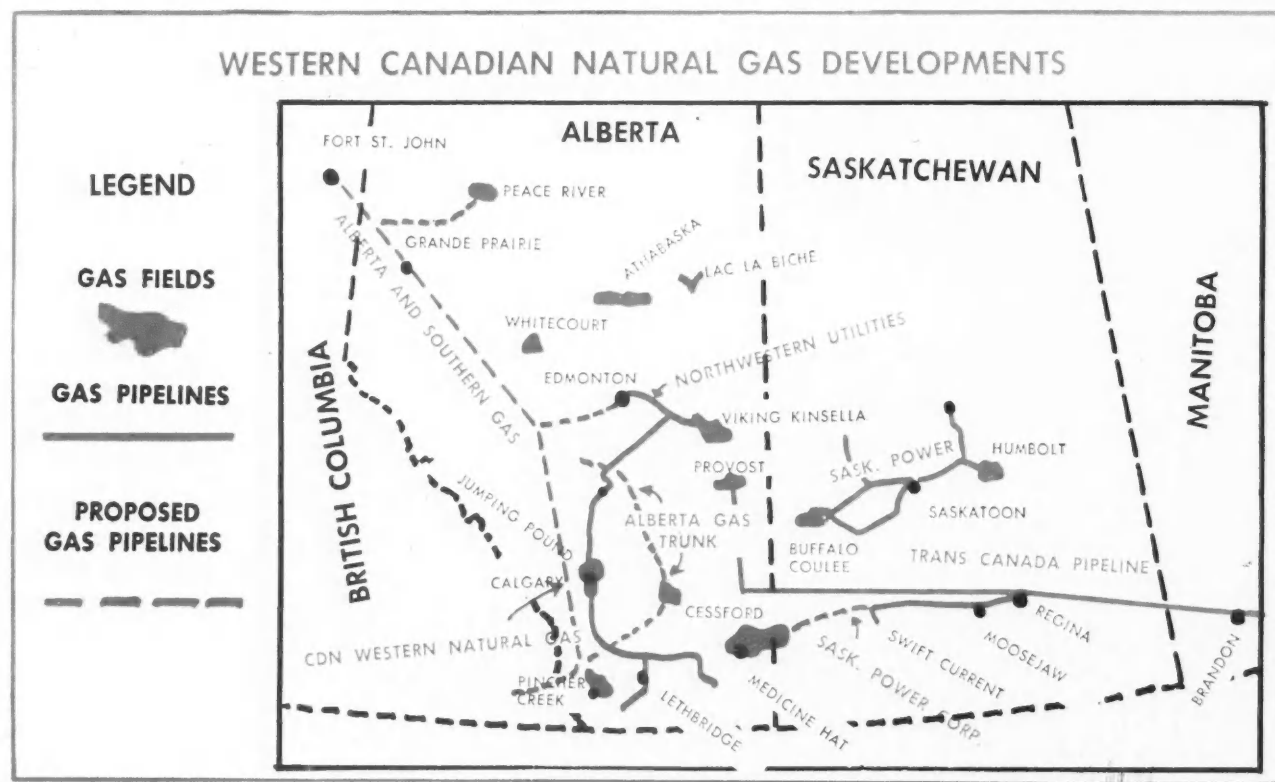 WESTERN CANADIAN NATURAL GAS DEVELOPMENTS
LEGEND
GAS FIELDS
GAS PIPELINES
PROPOSED
GAS PIPELINES
ALBERTA
SASKATCHEWAN
MANITOBA
BRITISH COLUMBIA
FORT ST. JOHN
PEACE RIVER
GRANDE PRAIRIE
ALBERTA AND SOUTHERN GAS
ATHABASKA
LAC LA BICHE
WHITECOURT
NORTHWESTERN UTILITIES
EDMONTON
VIKING KINSELLA
PROVOST
SASK. POWER
HUMBOLT
SASKATOON
BUFFALO
COULEE
JUMPING POUND
ALBERTA GAS
TRUNK
TRANS CANADA PIPELINE
CALGARY
CESSFORD
CDN WESTERN NATURAL GAS
PINCHER
CREEK
LETHBRIDGE
MEDICINE HAT
SASK. POWER CORP.
SWIFT CURRENT
MOOSEJAW
REGINA
BRANDON